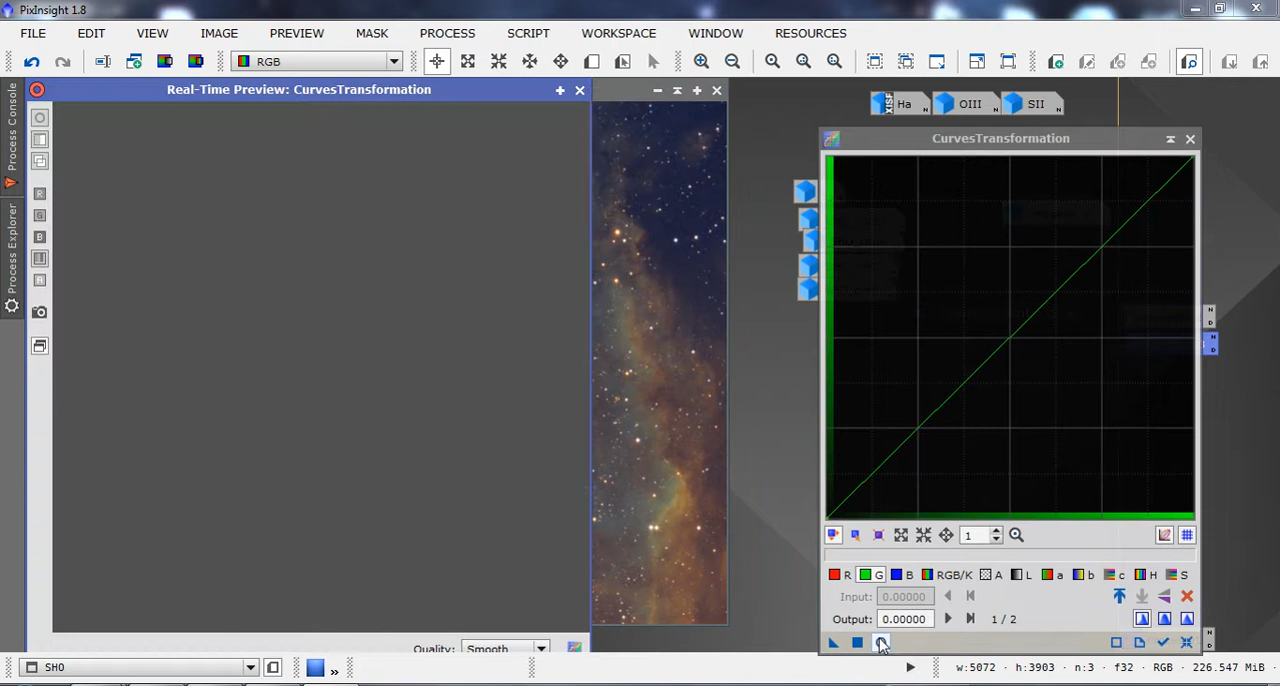 PixInsight 1.8
FILE EDIT VIEW IMAGE PREVIEW MASK PROCESS SCRIPT WORKSPACE WINDOW RESOURCES
RGB
Process Console
Process Explorer
Real-Time Preview: CurvesTransformation
R
G
B
Quality: Smooth
Ha N
OIII N
SII N
CurvesTransformation
1
R G B RGB/K A L a b c H S
Input: 0.00000
Output: 0.00000 1 / 2
N
D
N
D
N
D
SHO
w:5072 · h:3903 · n:3 · f32 · RGB · 226.547 MiB